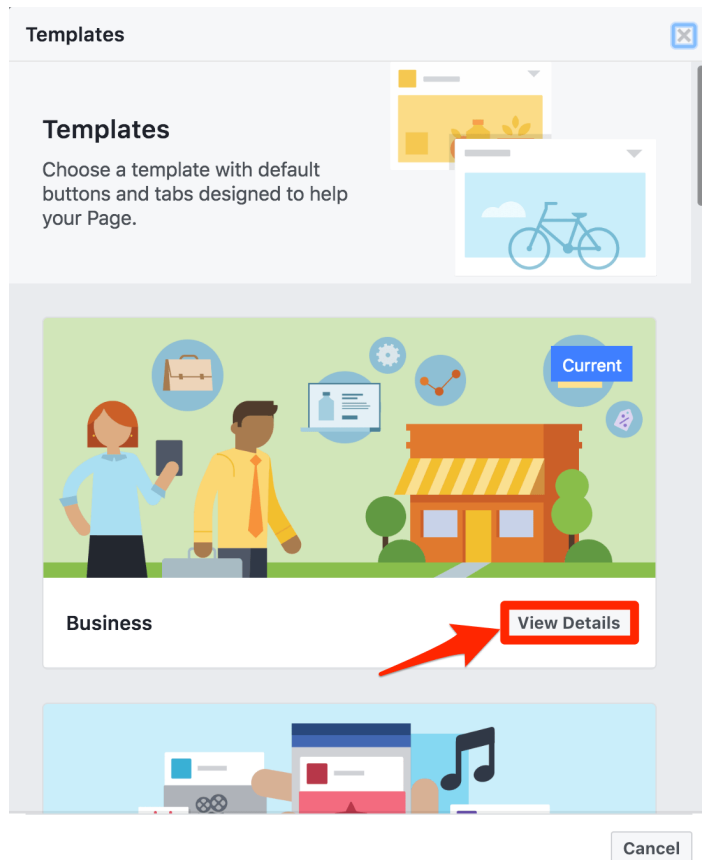 Templates
Templates
Choose a template with default
buttons and tabs designed to help
your Page.
Current
Business
View Details
Cancel